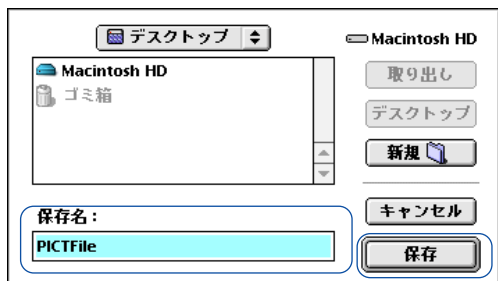 デスクトップ
Macintosh HD
Macintosh HD
ゴミ箱
取り出し
デスクトップ
新規
保存名：
PICTFile
キャンセル
保存